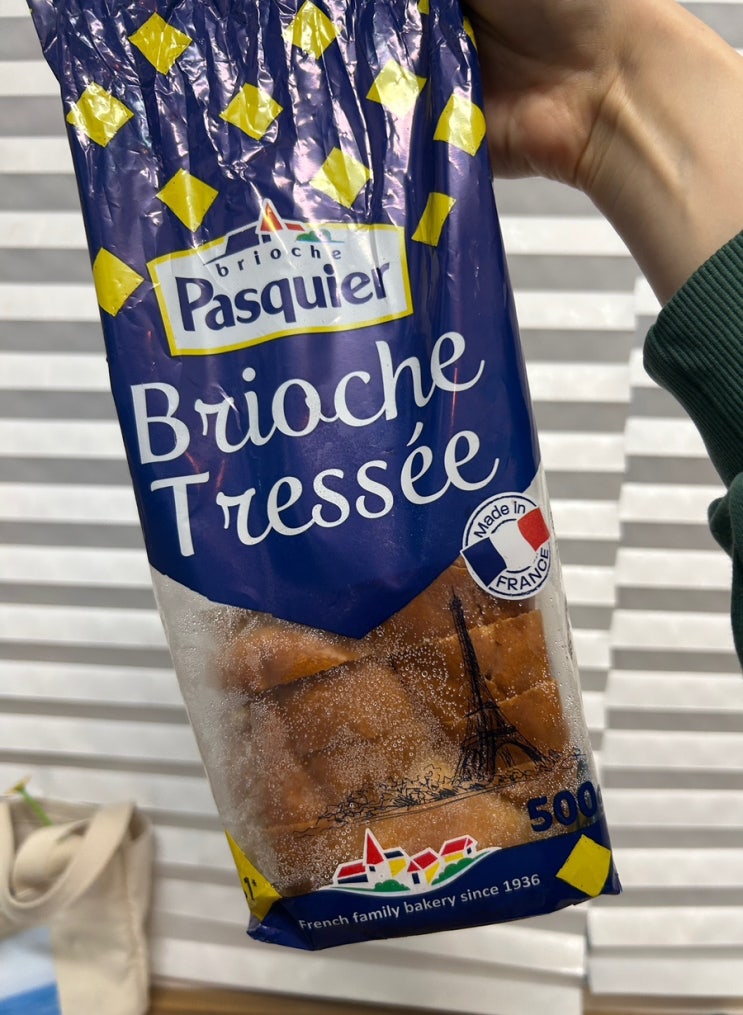 brioche
Pasquier
Brioche
Tressée
Made in
FRANCE
500
French family bakery since 1936